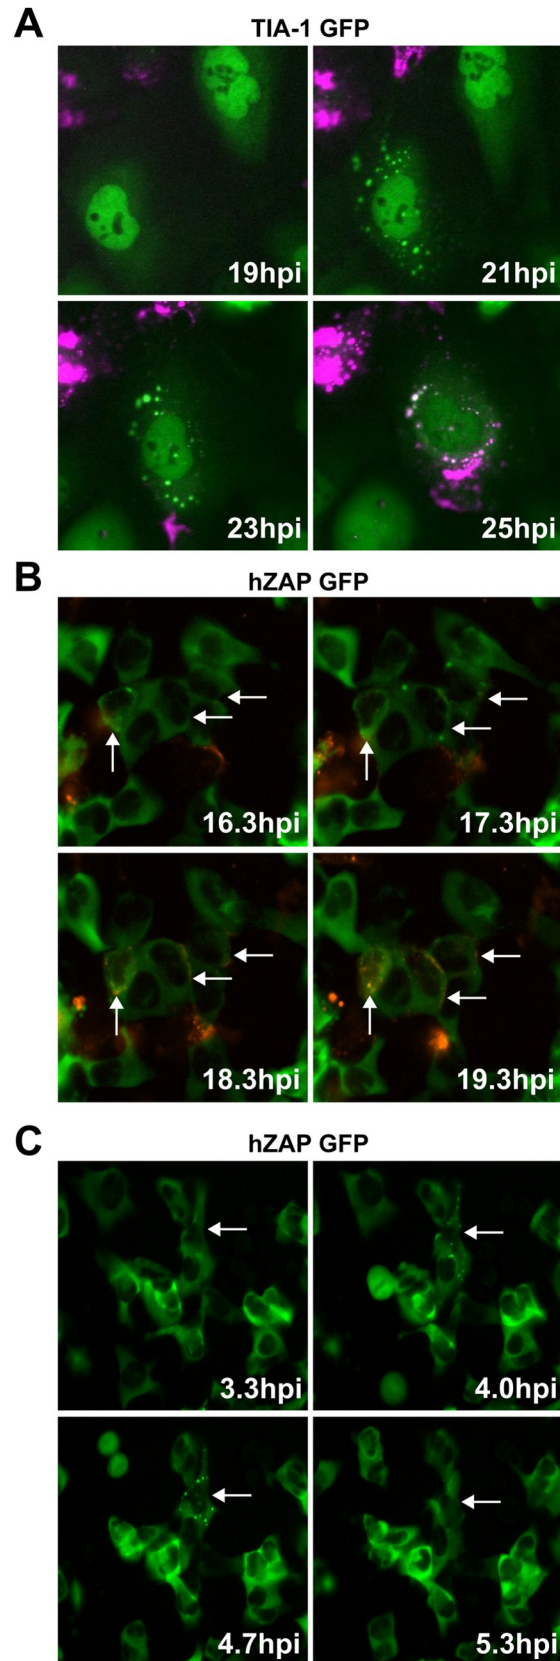 A
TIA-1 GFP
19hpi
21hpi
23hpi
25hpi
B
hZAP GFP
16.3hpi
17.3hpi
18.3hpi
19.3hpi
C
hZAP GFP
3.3hpi
4.0hpi
4.7hpi
5.3hpi